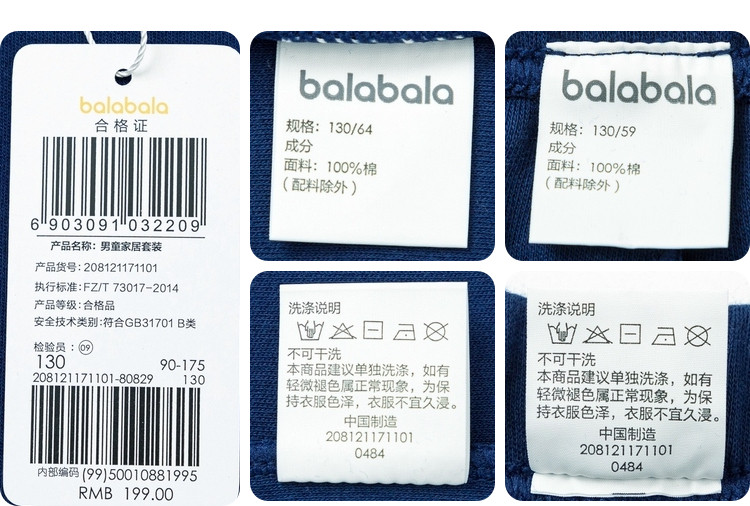 balabala
合格证
6 903091 032209
产品名称: 男童家居套装
产品货号: 208121171101
执行标准: FZ/T 73017-2014
产品等级: 合格品
安全技术类别: 符合GB31701 B类
检验员: 09
130 90-175
208121171101-80829 130
内部编码 (99)50010881995
RMB 199.00
balabala
规格: 130/64
成分
面料: 100%棉
(配料除外)
balabala
规格: 130/59
成分
面料: 100%棉
(配料除外)
洗涤说明
不可干洗
本商品建议单独洗涤, 如有
轻微褪色属正常现象, 为保
持衣服色泽, 衣服不宜久浸。
中国制造
208121171101
0484
洗涤说明
不可干洗
本商品建议单独洗涤, 如有
轻微褪色属正常现象, 为保
持衣服色泽, 衣服不宜久浸。
中国制造
208121171101
0484